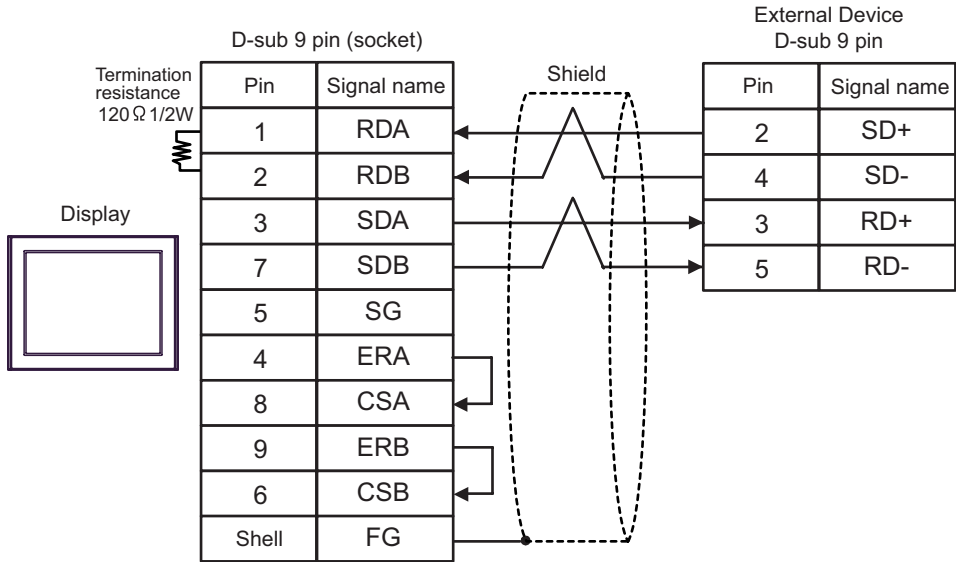 External Device
D-sub 9 pin (socket)
D-sub 9 pin
Termination
resistance
120 Ω 1/2W
Shield
Pin Signal name
1 RDA
2 RDB
3 SDA
7 SDB
5 SG
4 ERA
8 CSA
9 ERB
6 CSB
Shell FG
Pin Signal name
2 SD+
4 SD-
3 RD+
5 RD-
Display